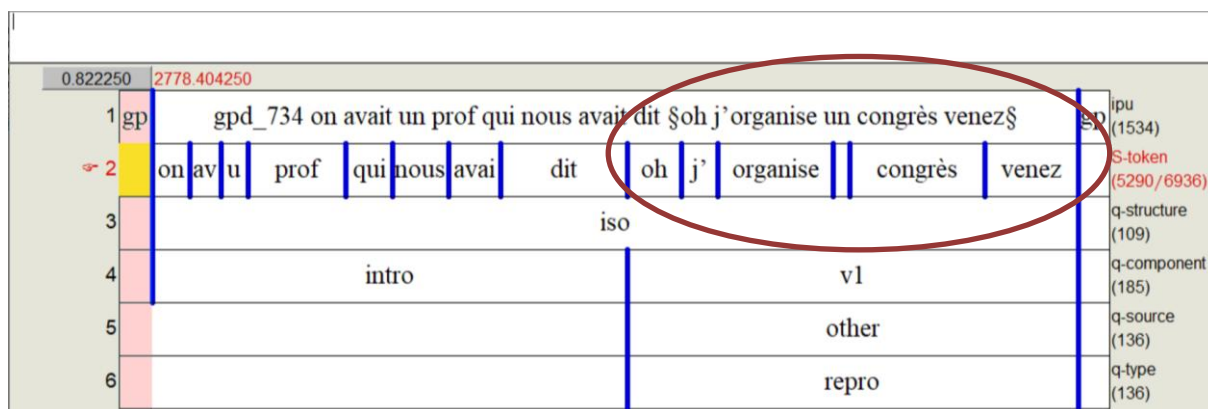 0.822250 2778.404250
1 gp gpd_734 on avait un prof qui nous avait dit §oh j’organise un congrès venez§ gp ipu (1534)
☞ 2 on av u prof qui nous avai dit oh j’ organise congrès venez S-token (5290/6936)
3 iso q-structure (109)
4 intro v1 q-component (185)
5 other q-source (136)
6 repro q-type (136)